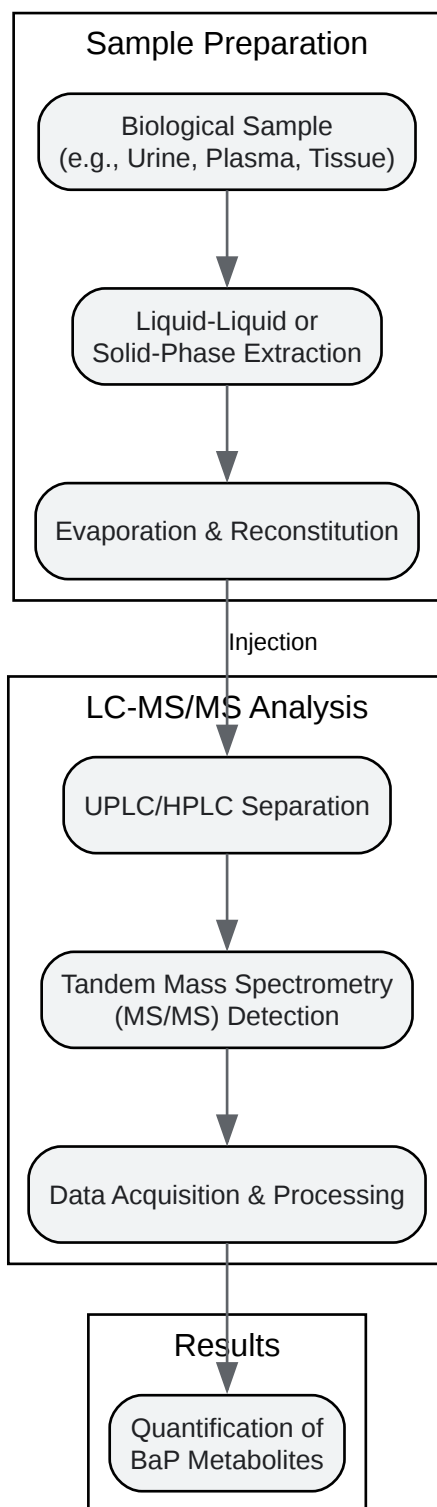 Sample Preparation
Biological Sample
(e.g., Urine, Plasma, Tissue)
Liquid-Liquid or
Solid-Phase Extraction
Evaporation & Reconstitution
Injection
LC-MS/MS Analysis
UPLC/HPLC Separation
Tandem Mass Spectrometry
(MS/MS) Detection
Data Acquisition & Processing
Results
Quantification of
BaP Metabolites